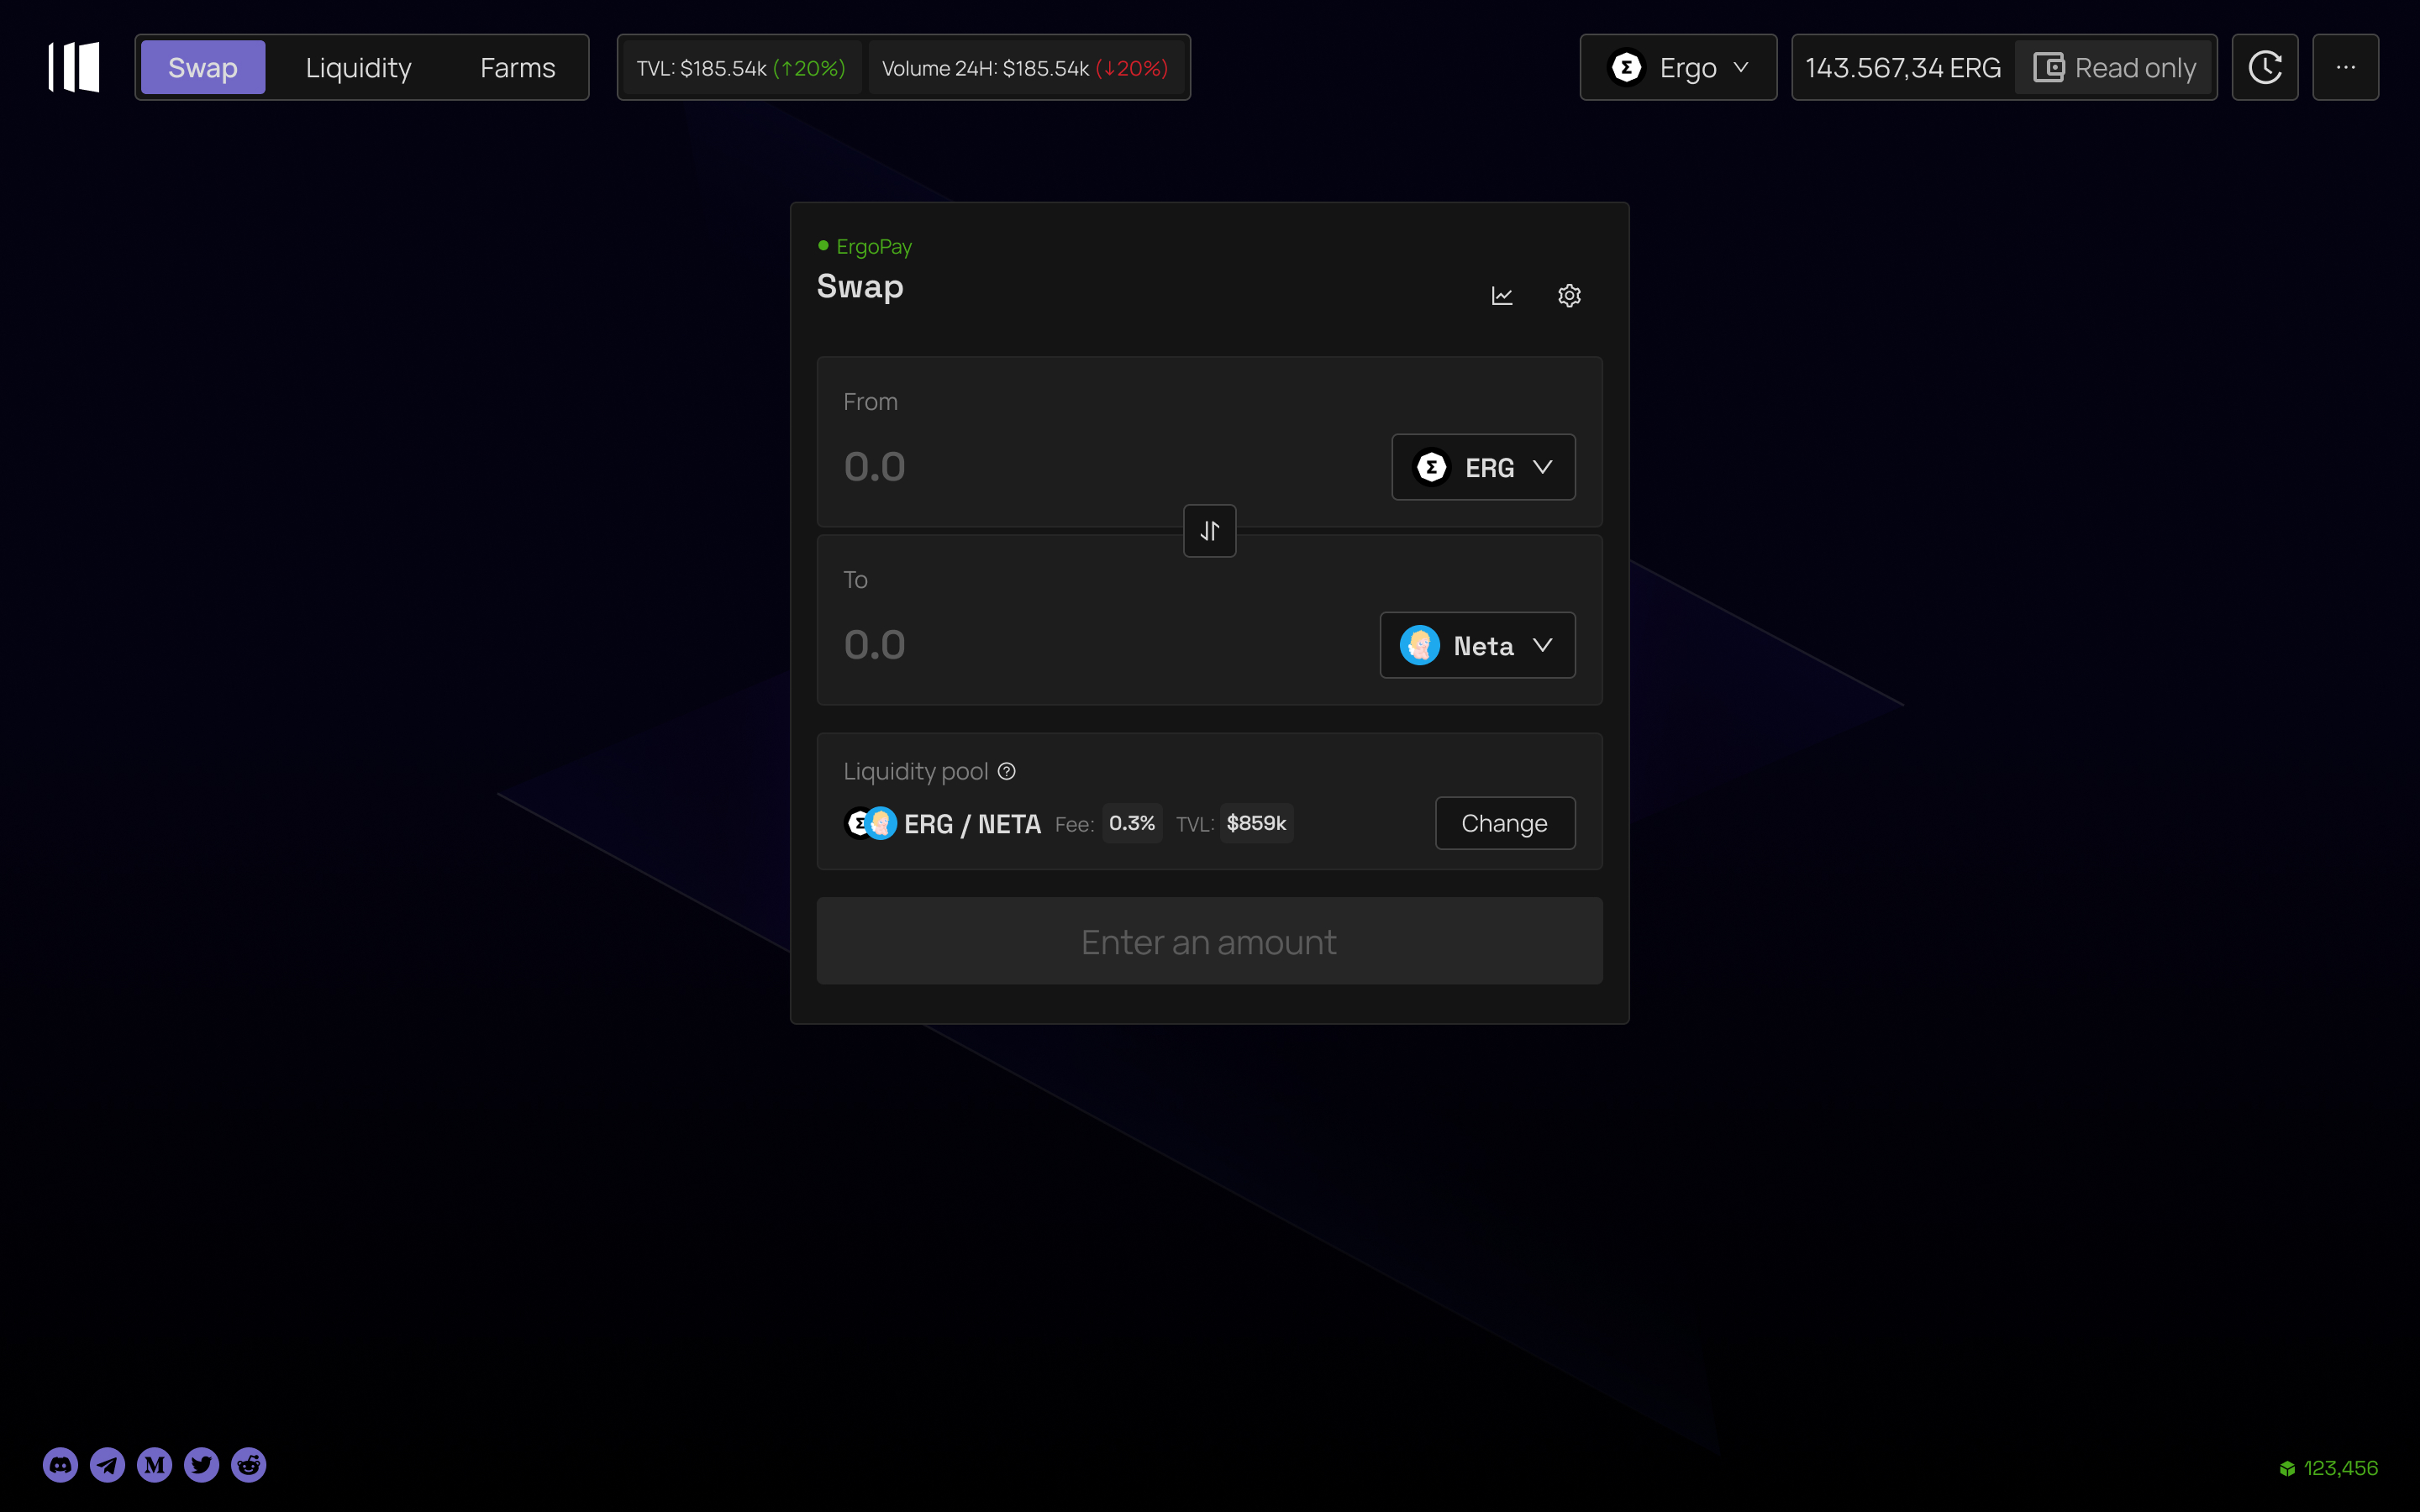 Swap Liquidity Farms TVL: $185.54k (↑20%) Volume 24H: $185.54k (↓20%) Ergo 143.567,34 ERG Read only ...
ErgoPay
Swap
From
0.0 ERG
To
0.0 Neta
Liquidity pool
ERG / NETA Fee: 0.3% TVL: $859k Change
Enter an amount
123,456